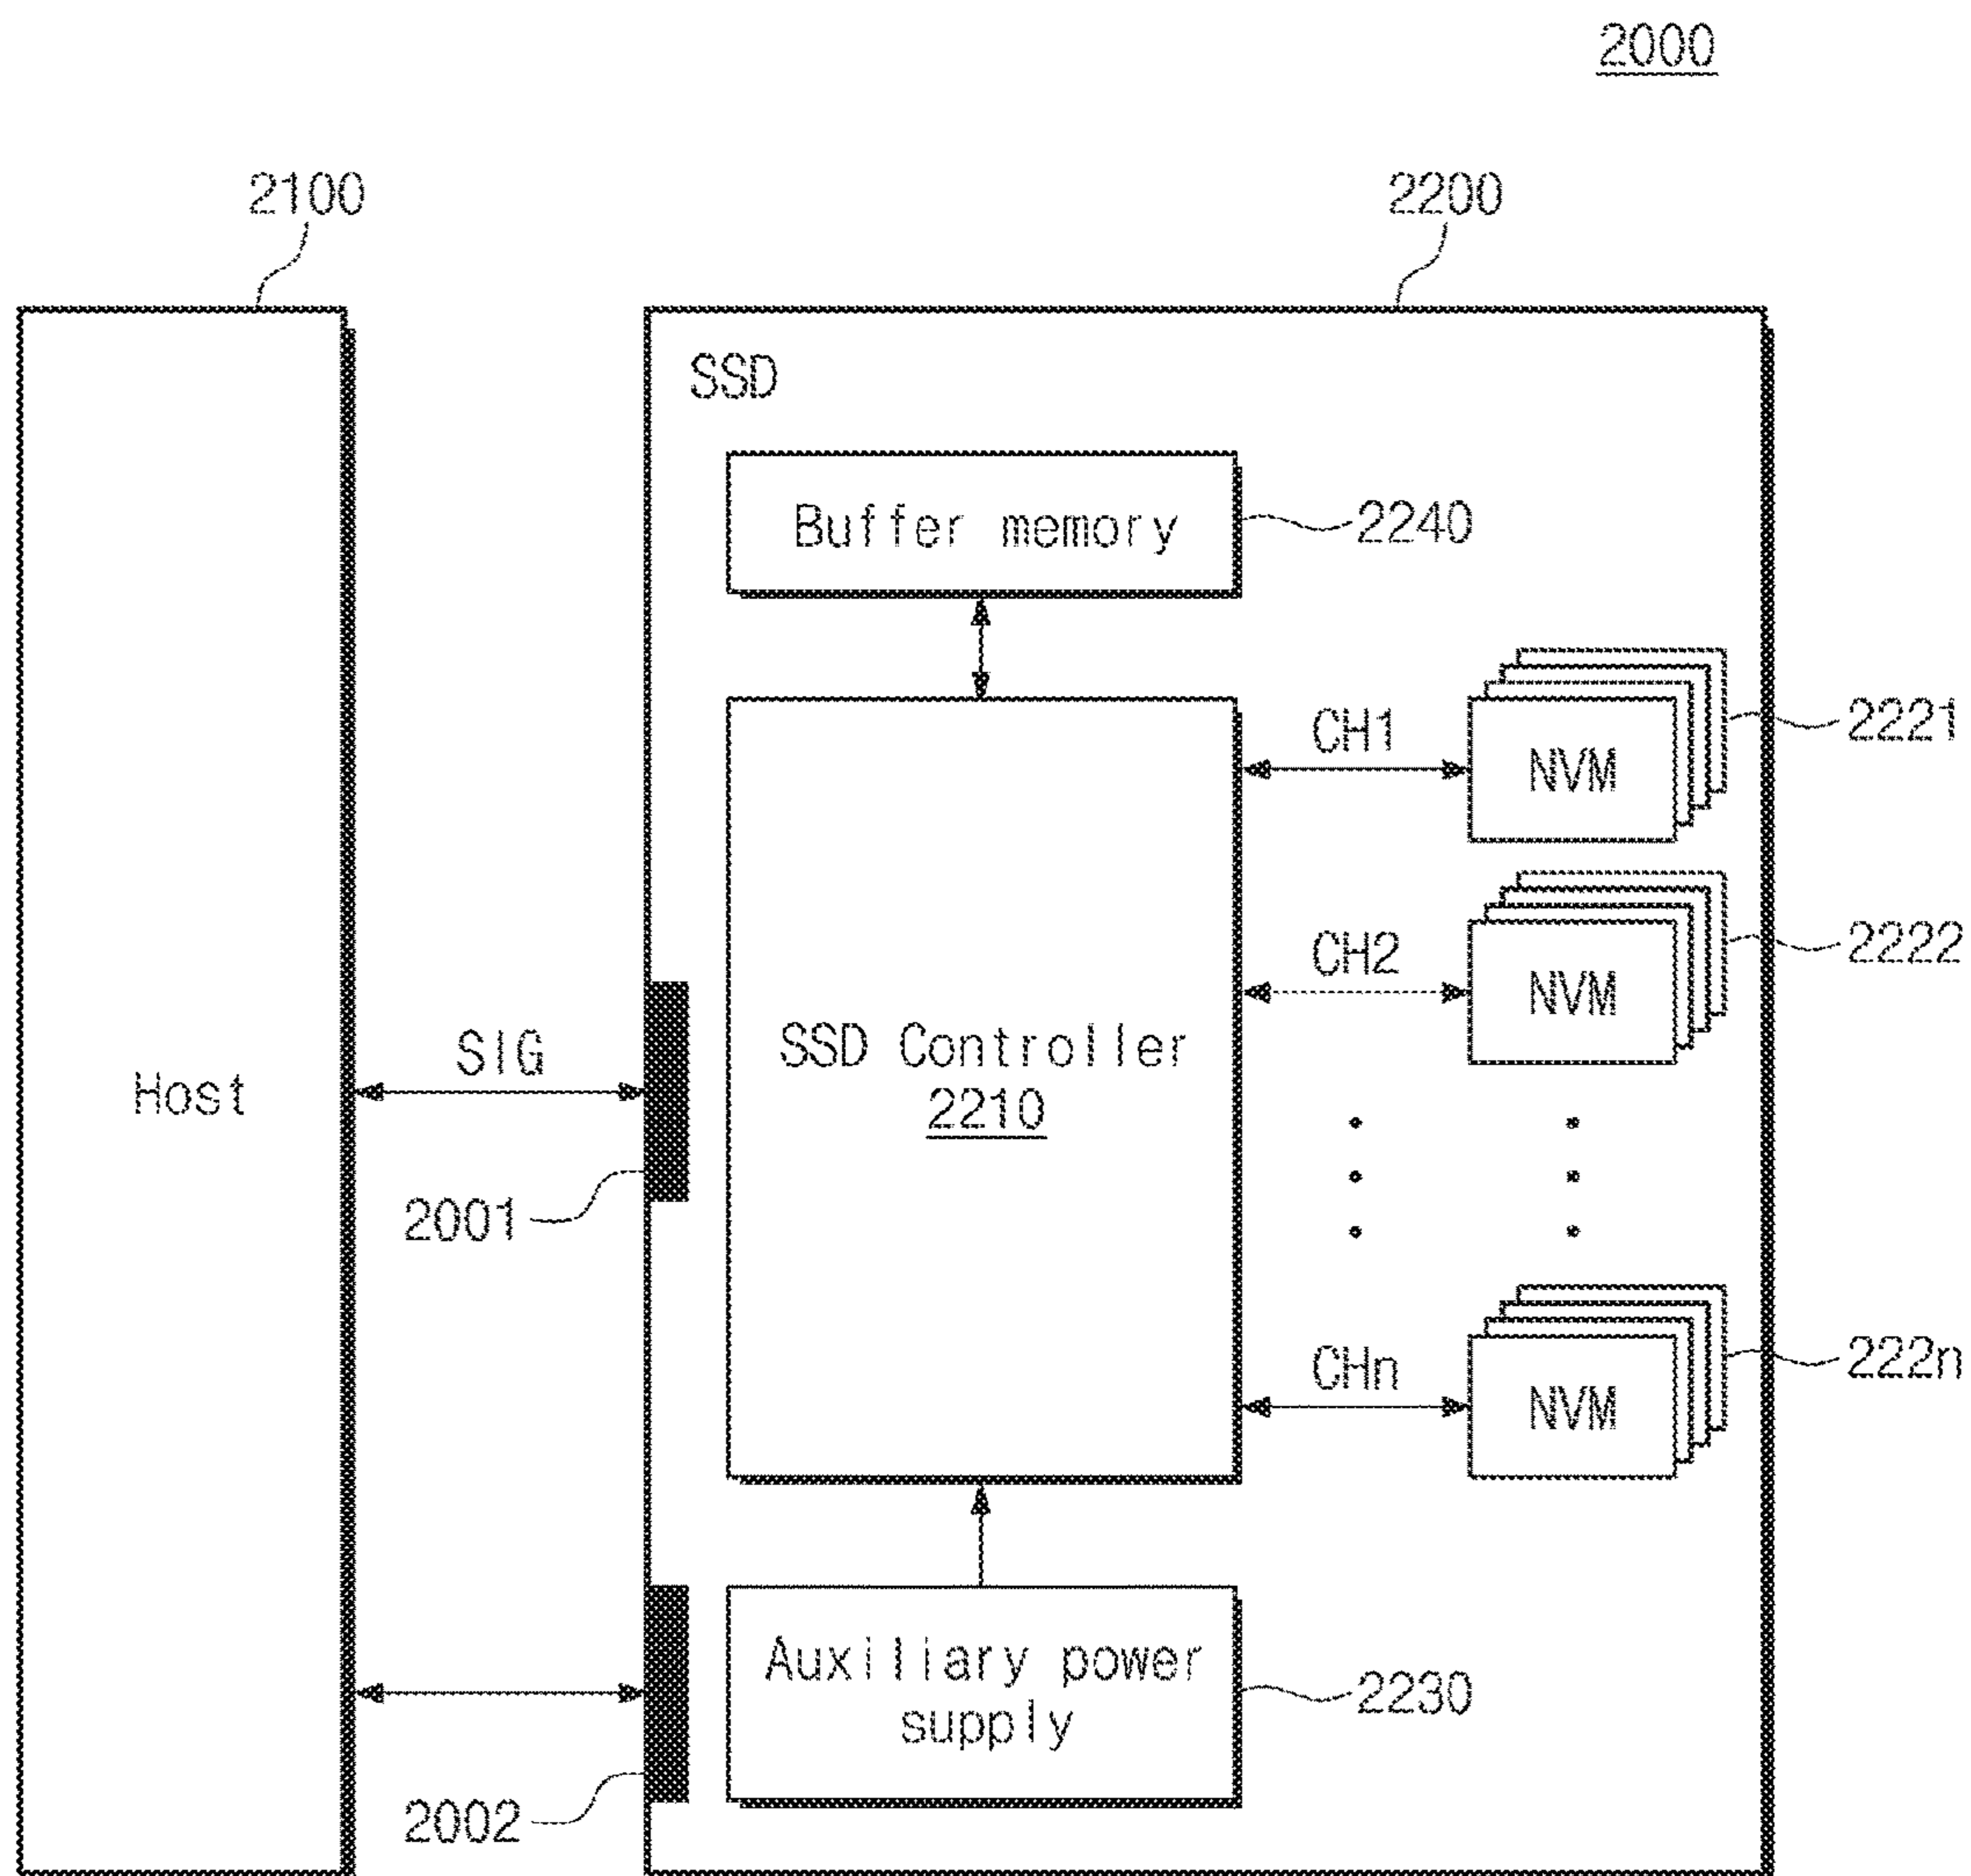 2000
2100
2200
SSD
Buffer memory
2240
2221
CH1
NVM
2222
CH2
NVM
SSD Controller
2210
SIG
Host
2001
222n
CHn
NVM
Auxiliary power
supply
2230
2002